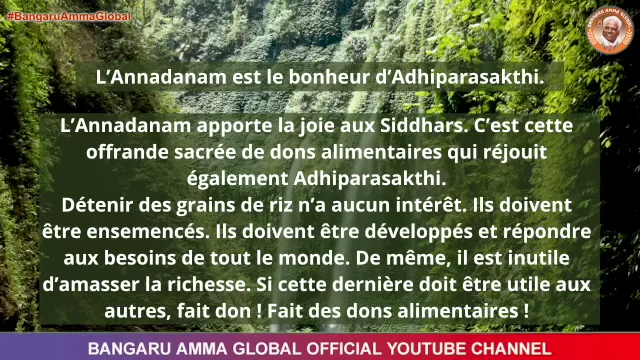 #BangaruAmmaGlobal
L’Annadanam est le bonheur d’Adhiparasakthi.
L’Annadanam apporte la joie aux Siddhars. C’est cette
offrande sacrée de dons alimentaires qui réjouit
également Adhiparasakthi.
Détenir des grains de riz n’a aucun intérêt. Ils doivent
être ensemencés. Ils doivent être développés et répondre
aux besoins de tout le monde. De même, il est inutile
d’amasser la richesse. Si cette dernière doit être utile aux
autres, fait don ! Fait des dons alimentaires !
BANGARU AMMA GLOBAL OFFICIAL YOUTUBE CHANNEL